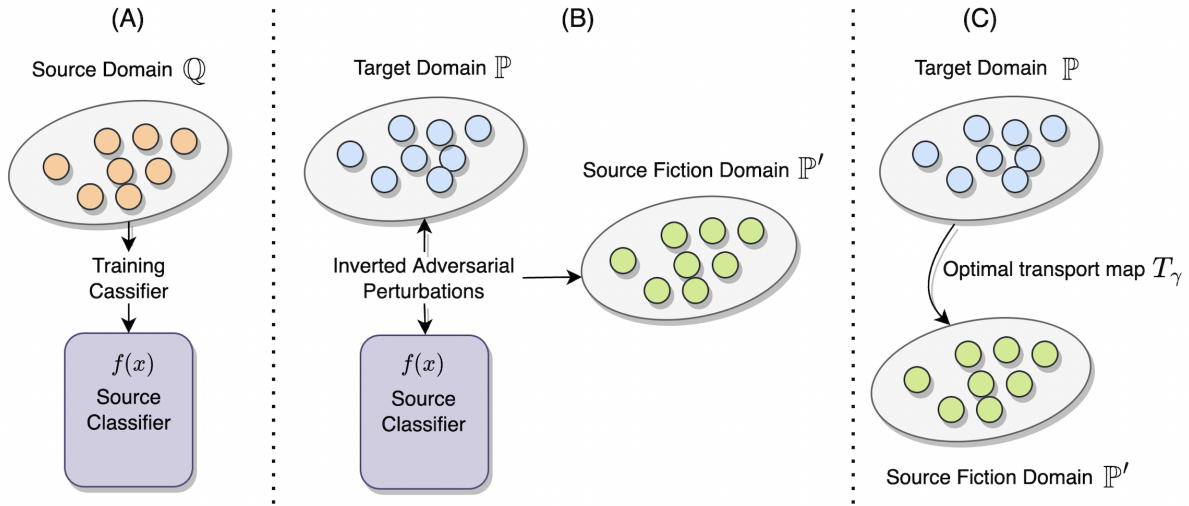 (A)
Source Domain ℚ
Training
Cassifier
f(x)
Source
Classifier
(B)
Target Domain ℙ
Source Fiction Domain ℙ′
Inverted Adversarial
Perturbations
f(x)
Source
Classifier
(C)
Target Domain ℙ
Optimal transport map T_γ
Source Fiction Domain ℙ′